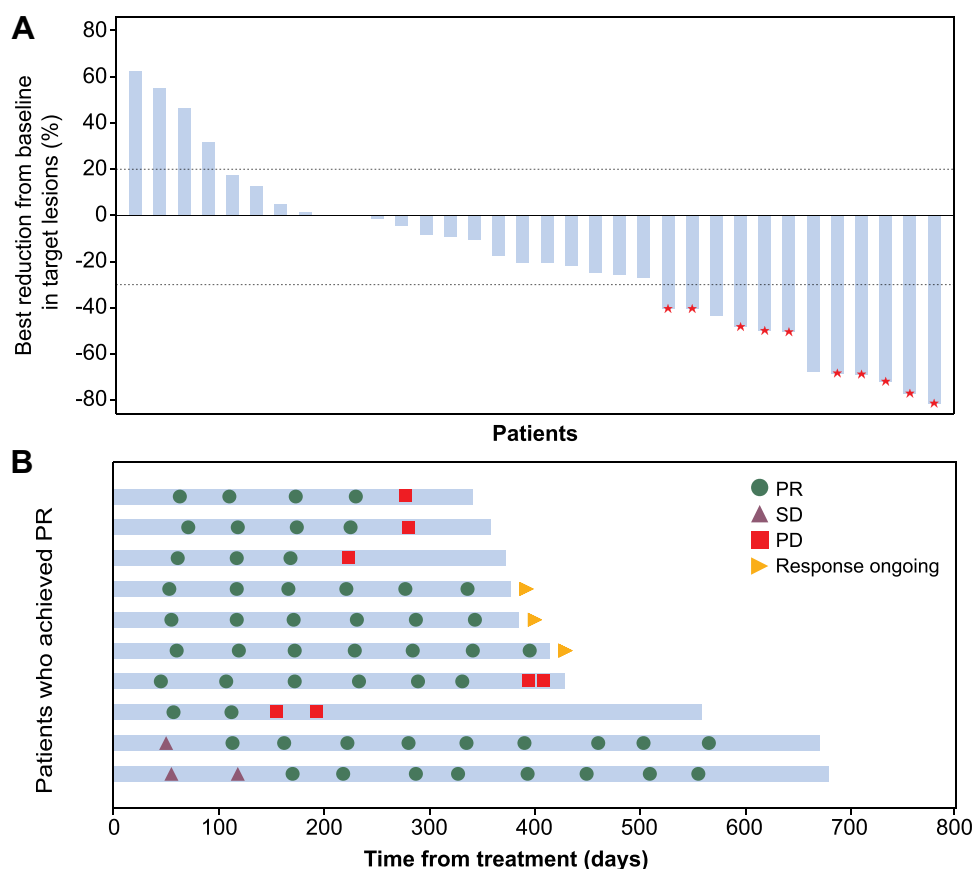 A
Best reduction from baseline
in target lesions (%)
80
60
40
20
0
-20
-40
-60
-80
Patients
B
Patients who achieved PR
PR
SD
PD
Response ongoing
0 100 200 300 400 500 600 700 800
Time from treatment (days)